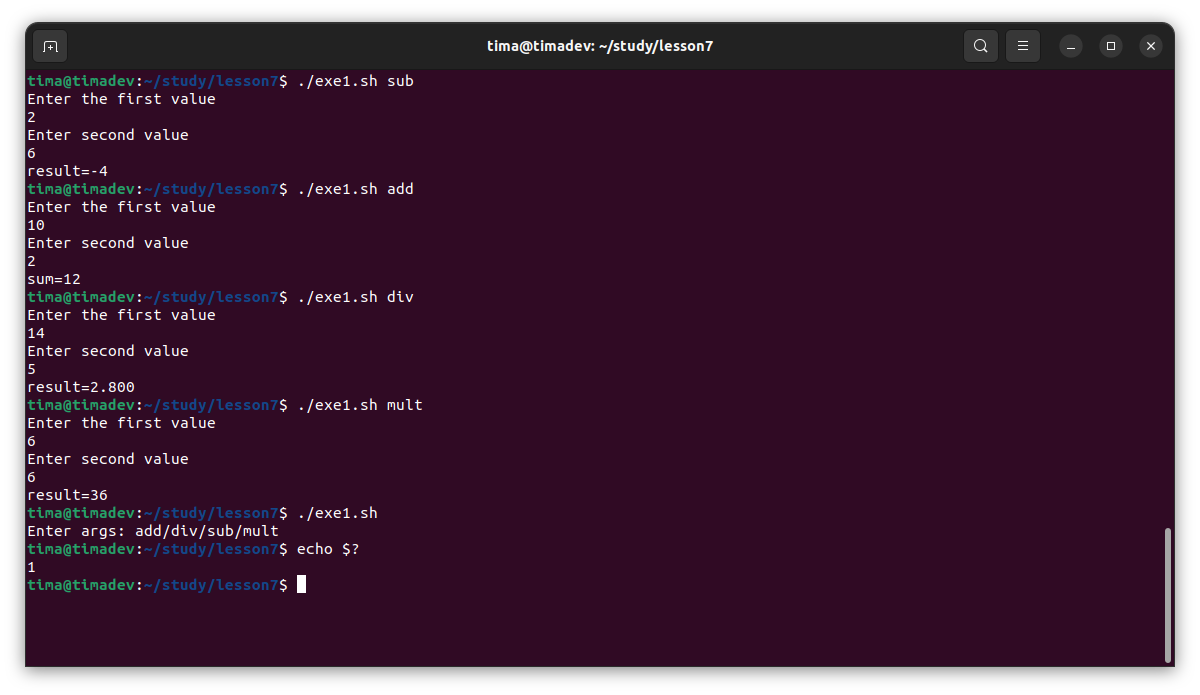 tima@timadev: ~/study/lesson7
tima@timadev:~/study/lesson7$ ./exe1.sh sub
Enter the first value
2
Enter second value
6
result=-4
tima@timadev:~/study/lesson7$ ./exe1.sh add
Enter the first value
10
Enter second value
2
sum=12
tima@timadev:~/study/lesson7$ ./exe1.sh div
Enter the first value
14
Enter second value
5
result=2.800
tima@timadev:~/study/lesson7$ ./exe1.sh mult
Enter the first value
6
Enter second value
6
result=36
tima@timadev:~/study/lesson7$ ./exe1.sh
Enter args: add/div/sub/mult
tima@timadev:~/study/lesson7$ echo $?
1
tima@timadev:~/study/lesson7$